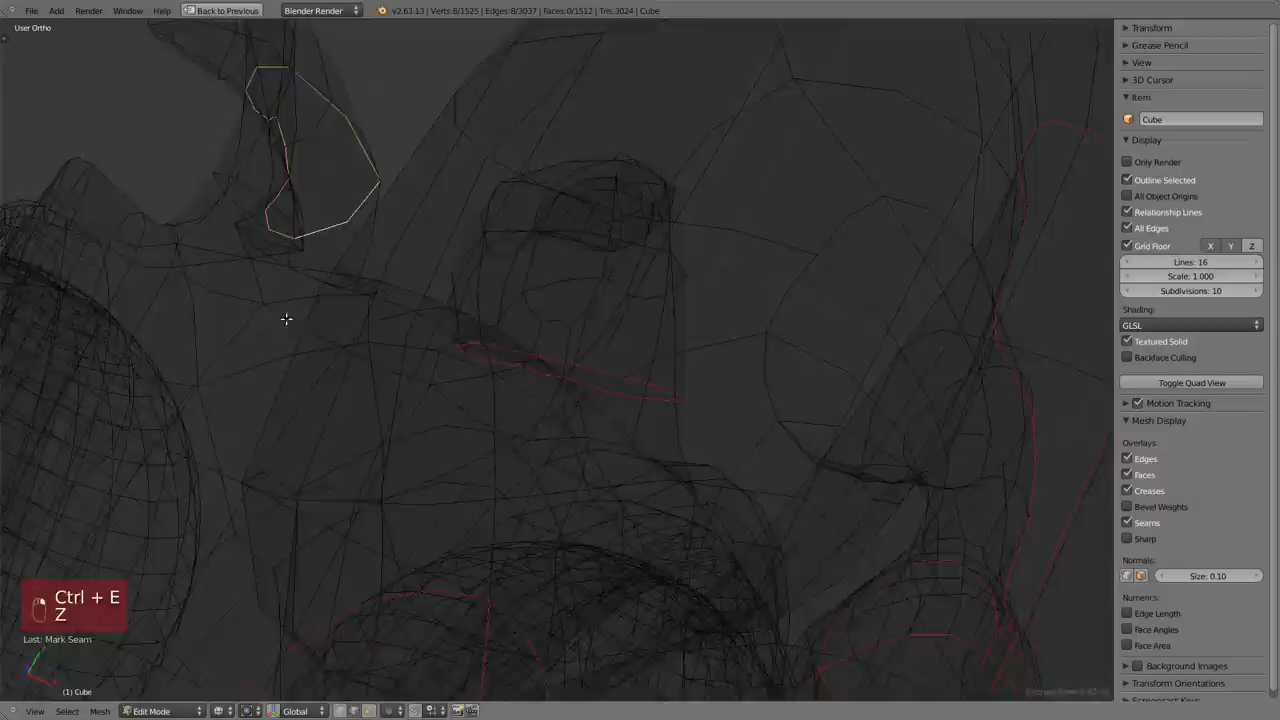 File Add Render Window Help Back to Previous Blender Render v2.63.13 | Verts:8/1525 | Edges:8/3037 | Faces:0/1512 | Tris:3024 | Cube
User Ortho
Transform
Grease Pencil
View
3D Cursor
Item
Cube
Display
Only Render
Outline Selected
All Object Origins
Relationship Lines
All Edges
Grid Floor X Y Z
Lines: 16
Scale: 1.000
Subdivisions: 10
Shading:
GLSL
Textured Solid
Backface Culling
Toggle Quad View
Motion Tracking
Mesh Display
Overlays:
Edges
Faces
Creases
Bevel Weights
Seams
Sharp
Normals:
Size: 0.10
Numerics:
Edge Length
Face Angles
Face Area
Background Images
Transform Orientations
Screencast Keys
Ctrl + E
Z
Last: Mark Seam
(1) Cube
View Select Mesh Edit Mode Global